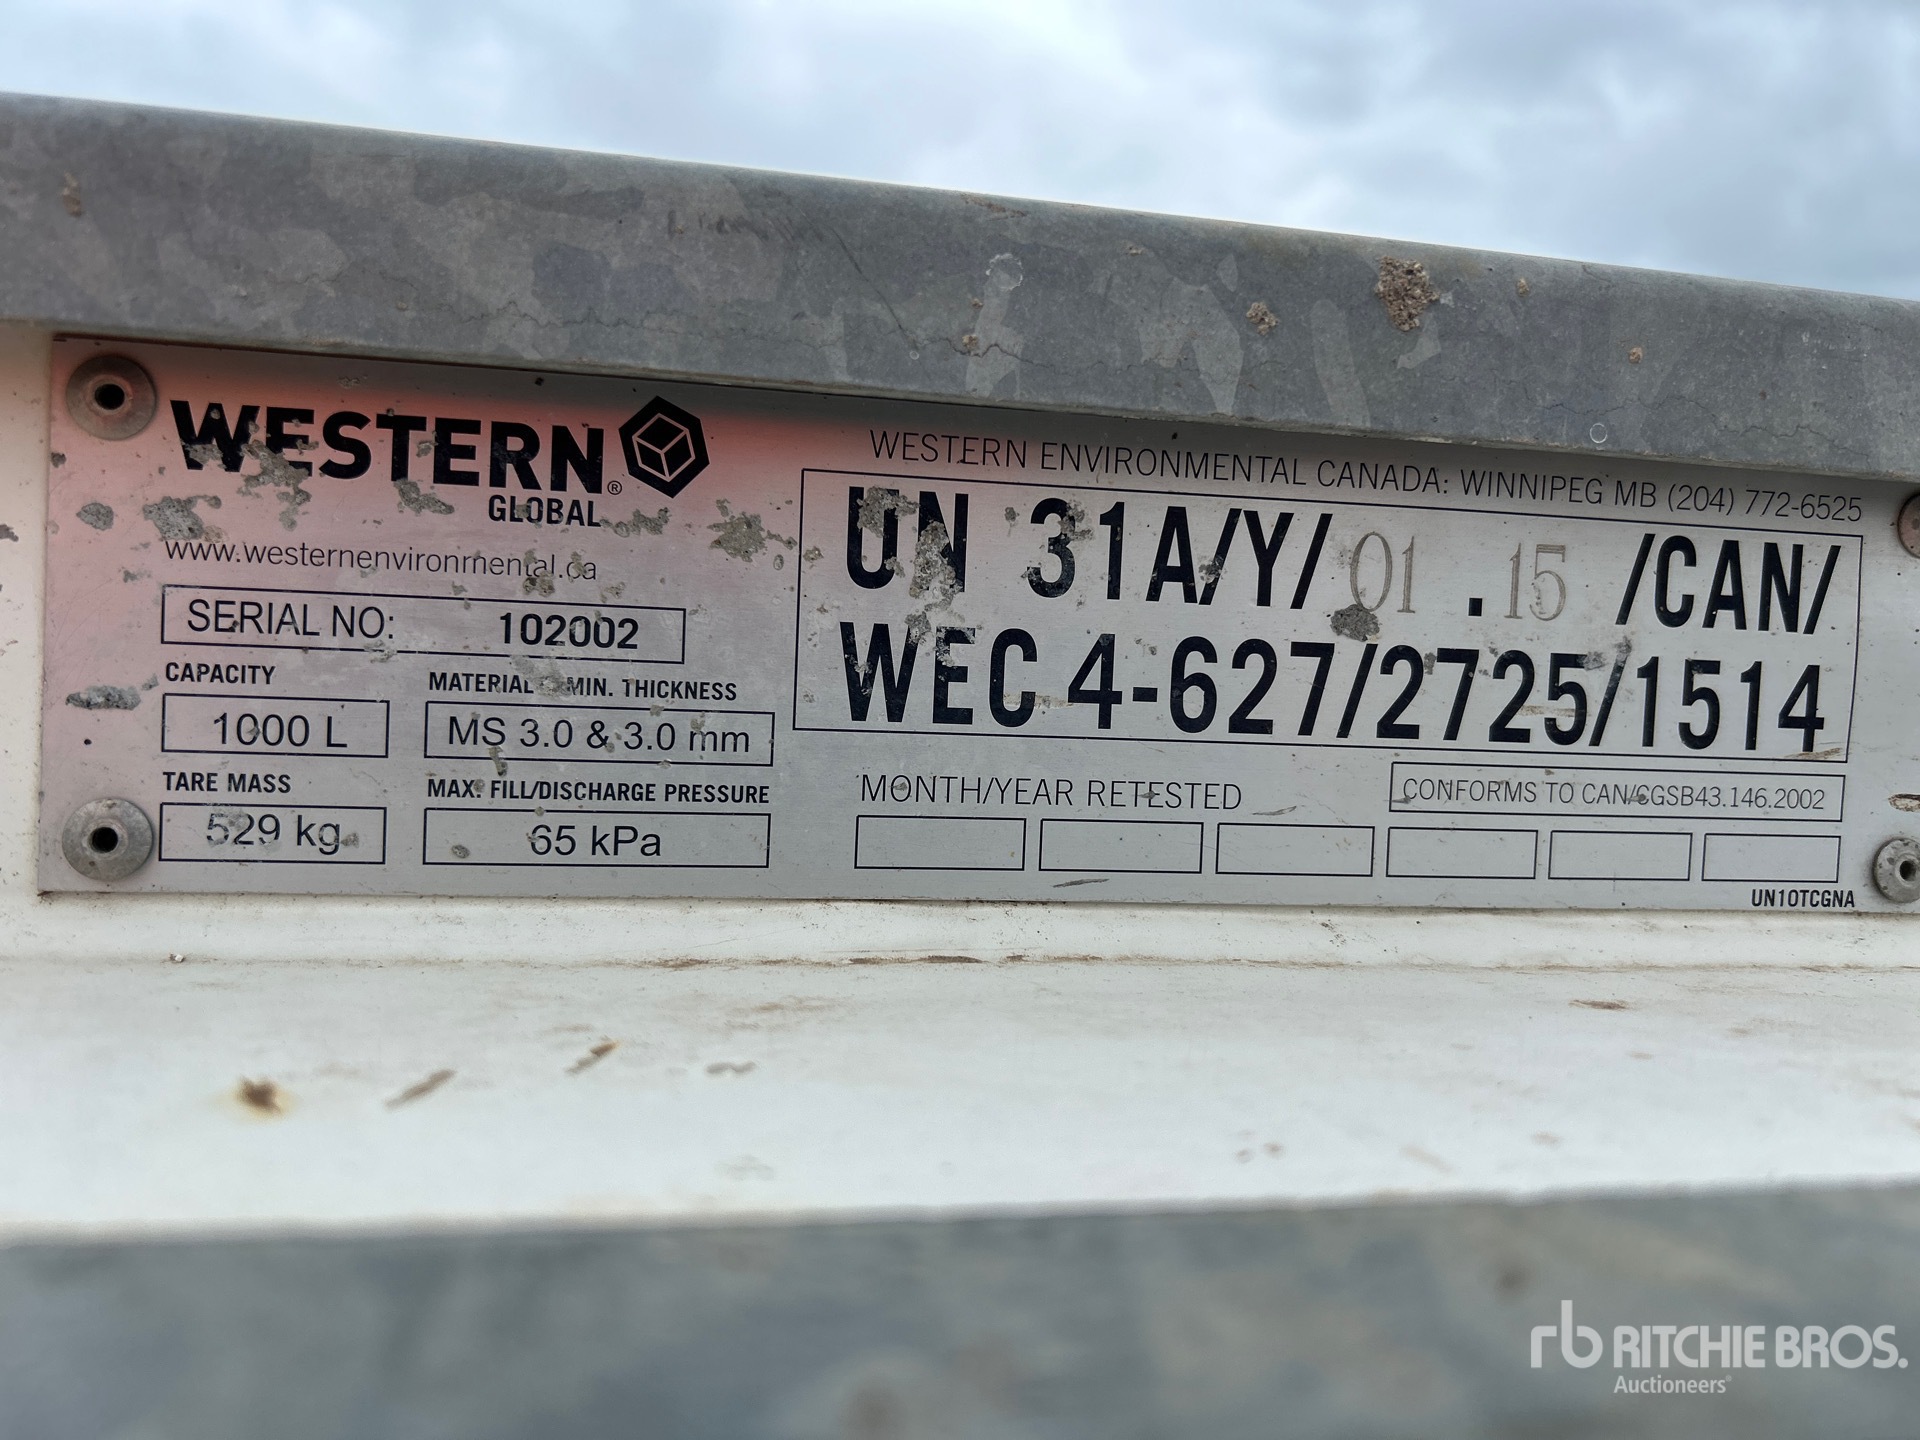 WESTERN®
GLOBAL
www.westernenvironmental.ca
SERIAL NO: 102002
CAPACITY
1000 L
MATERIAL & MIN. THICKNESS
MS 3.0 & 3.0 mm
TARE MASS
529 kg
MAX. FILL/DISCHARGE PRESSURE
65 kPa
WESTERN ENVIRONMENTAL CANADA: WINNIPEG MB (204) 772-6525
UN 31A/Y/ 01 . 15 /CAN/
WEC 4-627/2725/1514
MONTH/YEAR RETESTED
CONFORMS TO CAN/CGSB43.146.2002
UN10TCGNA
rb RITCHIE BROS.
Auctioneers